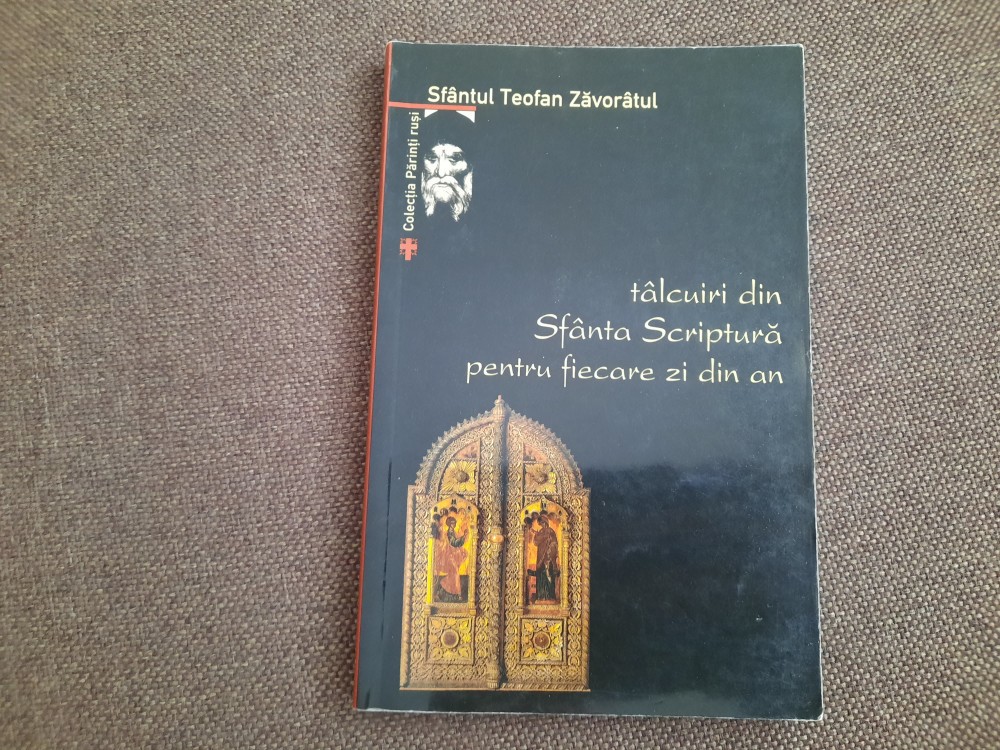 Sfântul Teofan Zăvorâtul
Colecția Părinți ruși
tâlcuiri din
Sfânta Scriptură
pentru fiecare zi din an